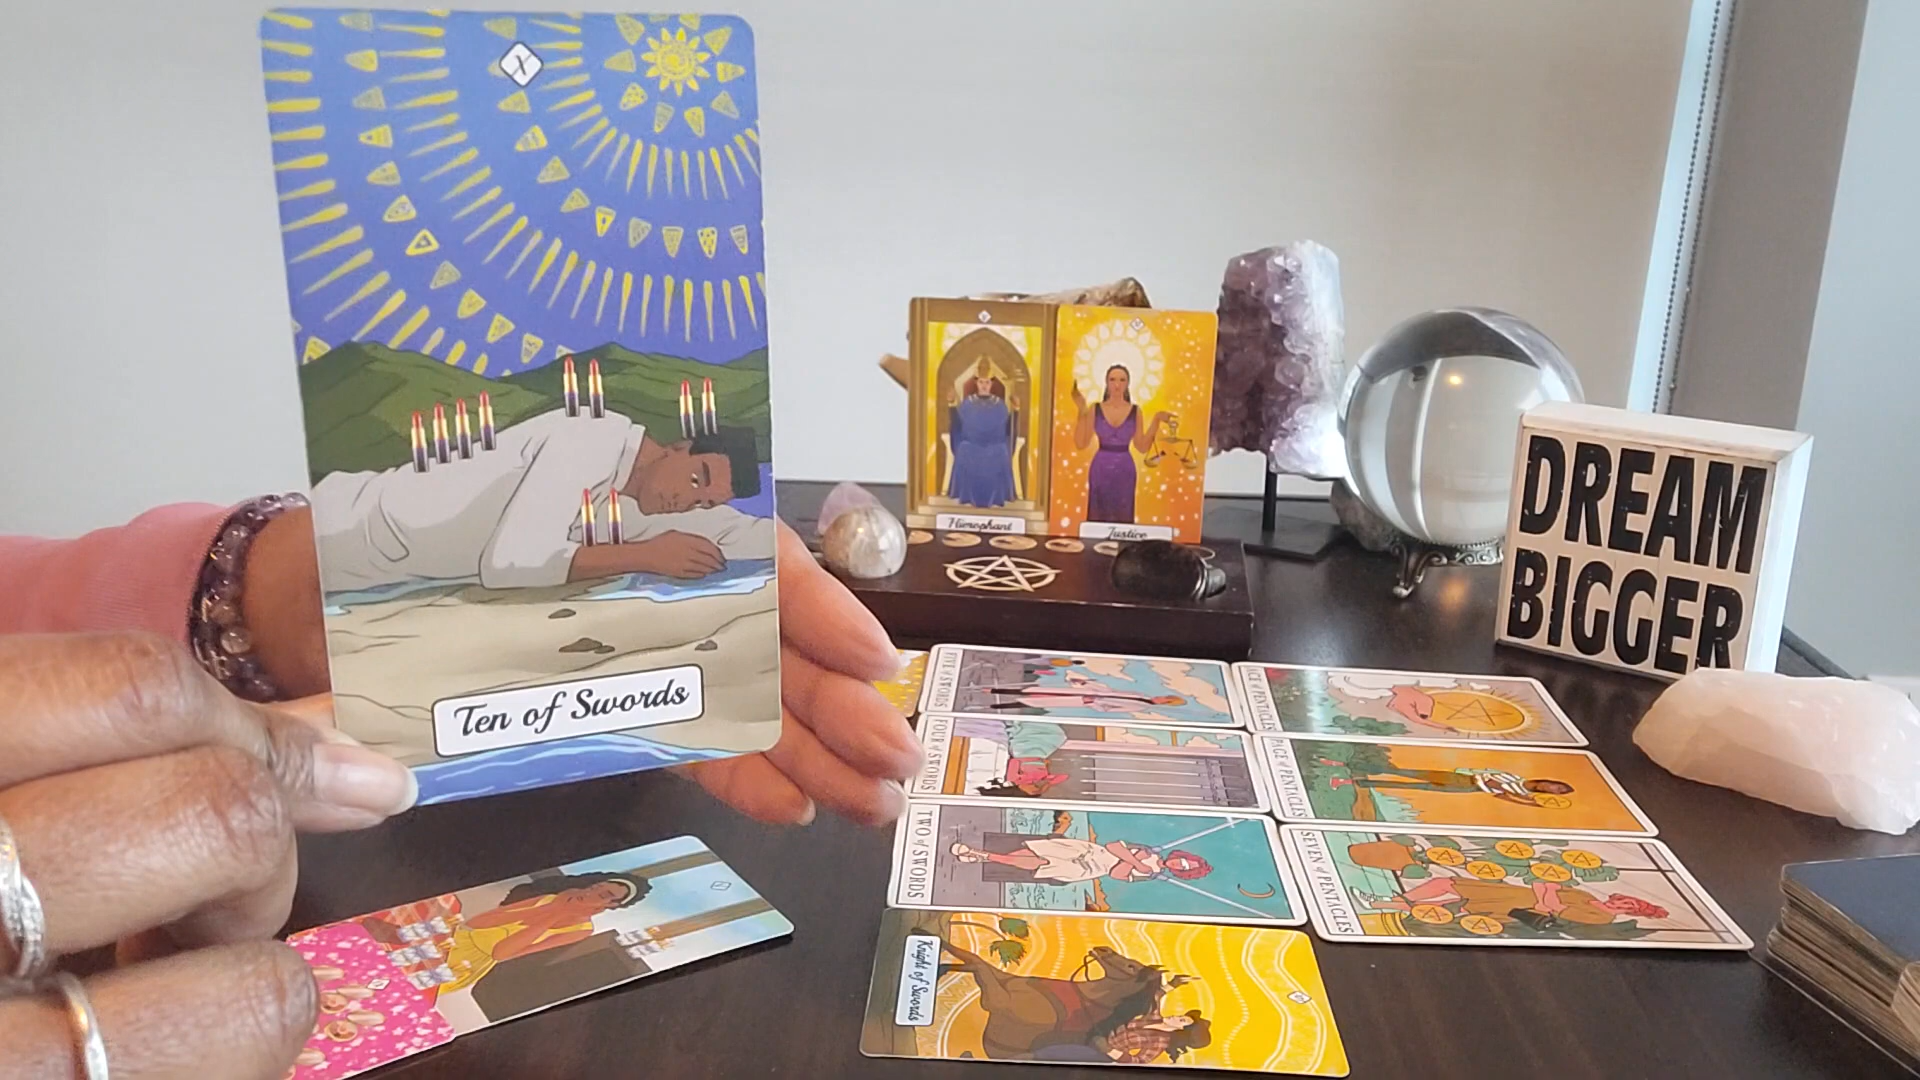 X
Ten of Swords
Hierophant
Justice
DREAM
BIGGER
FIVE of SWORDS
FOUR of SWORDS
TWO of SWORDS
Knight of Swords
ACE of PENTACLES
PAGE of PENTACLES
SEVEN of PENTACLES